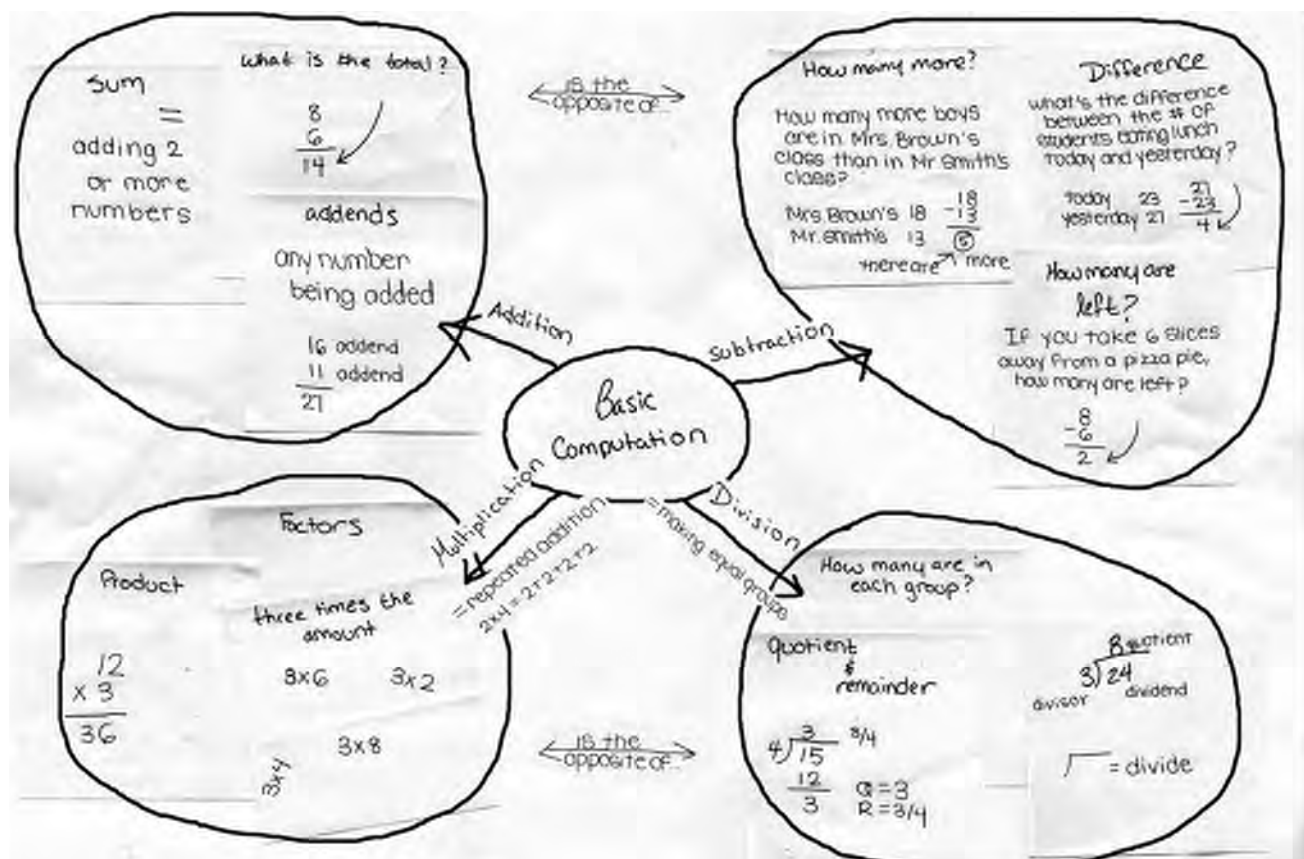 Sum
=
adding 2
or more
numbers
What is the total?
8
6
14
addends
any number
being added
16 addend
11 addend
27
is the
opposite of...
How many more?
How many more boys
are in Mrs. Brown's
class than in Mr Smith's
class?
Mrs. Brown's 18
Mr. Smith's 13
18
-13
5
There are more
Difference
What's the difference
between the # of
students eating lunch
today and yesterday?
today 23
yesterday 27
27
-23
4
How many are
left?
If you take 6 slices
away from a pizza pie,
how many are left?
8
-6
2
Addition
Subtraction
Basic
Computation
Multiplication
= repeated addition
2x4 = 2+2+2+2
Division
= making equal groups
Product
12
x 3
36
Factors
three times the
amount
3x6 3x2
3x8
3x4
is the
opposite of...
How many are in
each group?
Quotient
&
remainder
3 3/4
4)15
12
3
Q = 3
R = 3/4
8 quotient
3)24
divisor dividend
= divide